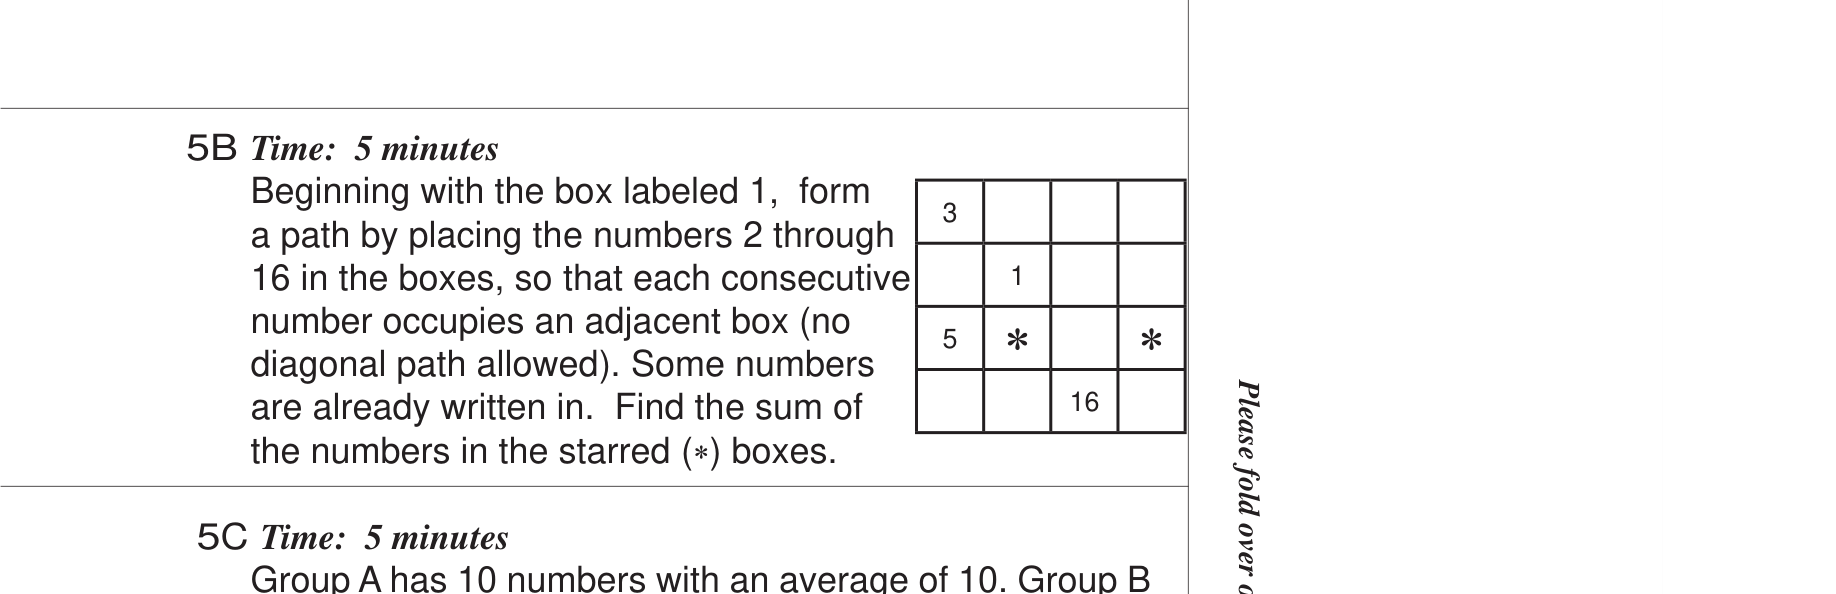 5B Time: 5 minutes
Beginning with the box labeled 1, form
a path by placing the numbers 2 through
16 in the boxes, so that each consecutive
number occupies an adjacent box (no
diagonal path allowed). Some numbers
are already written in. Find the sum of
the numbers in the starred (*) boxes.
3
1
5 * *
16
5C Time: 5 minutes
Group A has 10 numbers with an average of 10. Group B
Please fold over